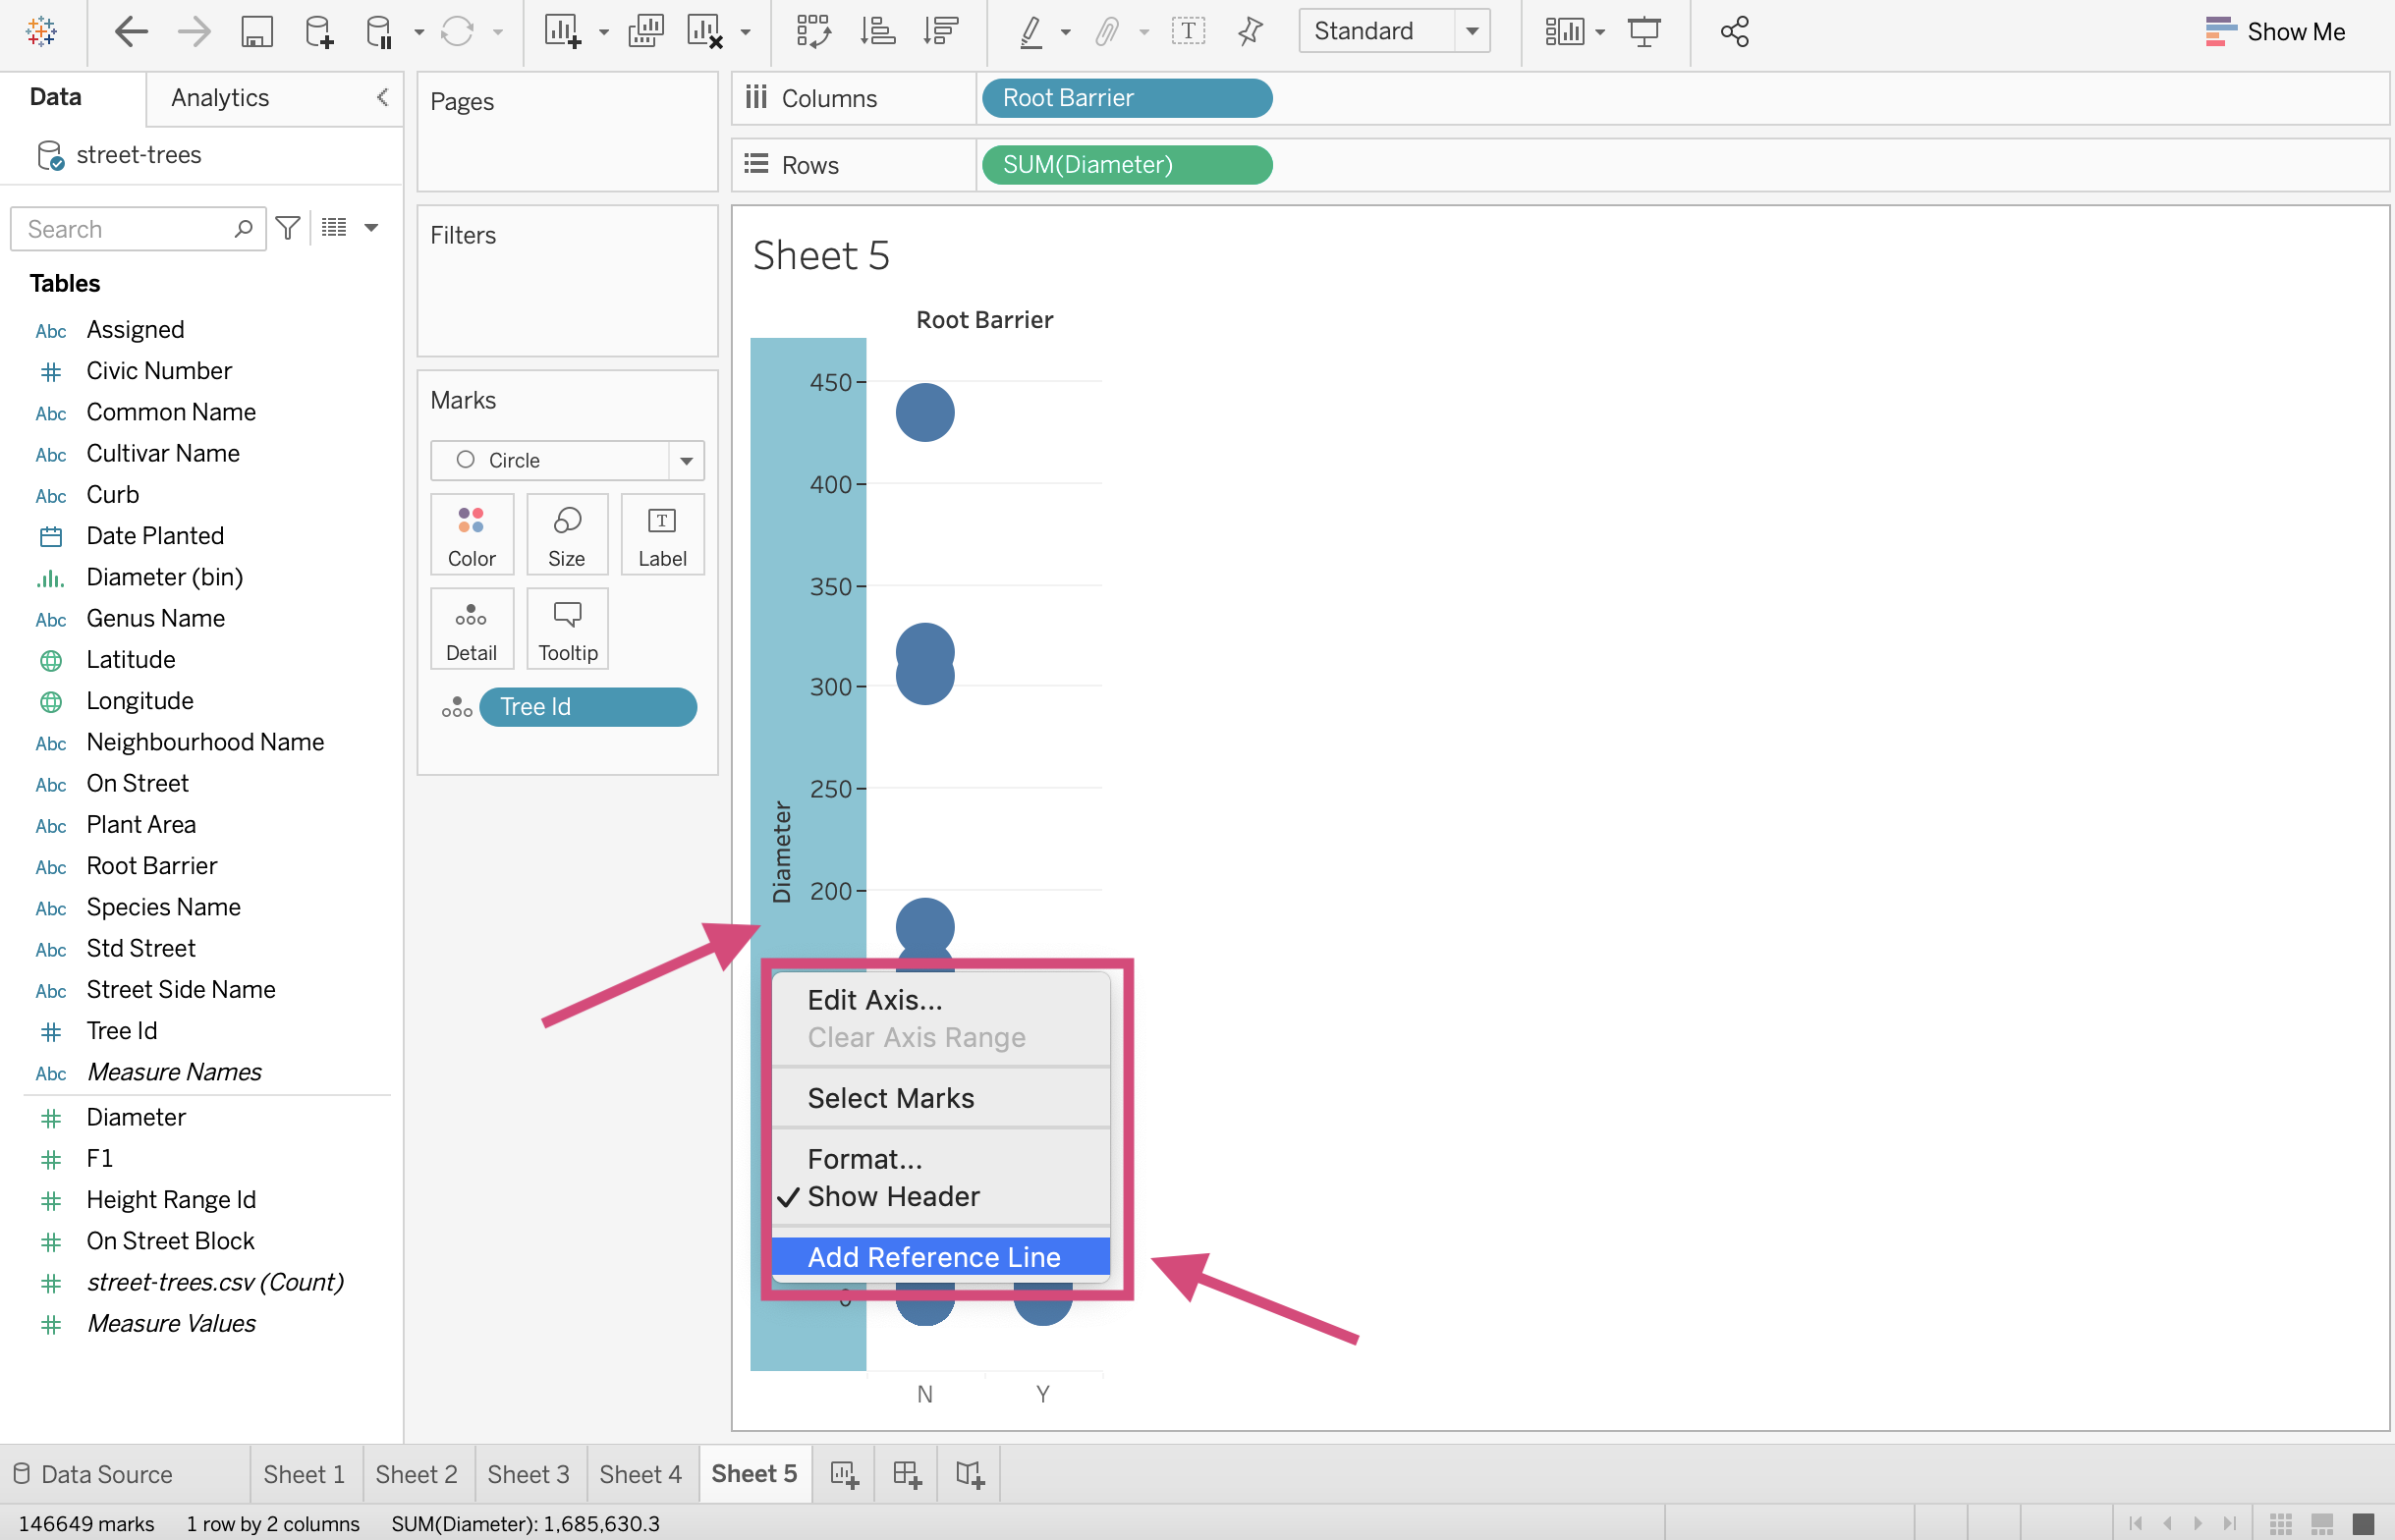 Standard
Show Me
Data
Analytics
street-trees
Search
Tables
Abc Assigned
Civic Number
Abc Common Name
Abc Cultivar Name
Abc Curb
Date Planted
Diameter (bin)
Abc Genus Name
Latitude
Longitude
Abc Neighbourhood Name
Abc On Street
Abc Plant Area
Abc Root Barrier
Abc Species Name
Abc Std Street
Abc Street Side Name
Tree Id
Abc Measure Names
Diameter
F1
Height Range Id
On Street Block
street-trees.csv (Count)
Measure Values
Pages
Filters
Marks
Circle
Color
Size
T
Label
Detail
Tooltip
Tree Id
Columns
Root Barrier
Rows
SUM(Diameter)
Sheet 5
Root Barrier
450
400
350
300
250
200
0
Diameter
Edit Axis...
Clear Axis Range
Select Marks
Format...
Show Header
Add Reference Line
N
Y
Data Source
Sheet 1
Sheet 2
Sheet 3
Sheet 4
Sheet 5
146649 marks
1 row by 2 columns
SUM(Diameter): 1,685,630.3